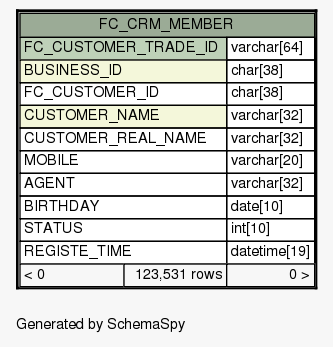 FC_CRM_MEMBER
FC_CUSTOMER_TRADE_ID varchar[64]
BUSINESS_ID char[38]
FC_CUSTOMER_ID char[38]
CUSTOMER_NAME varchar[32]
CUSTOMER_REAL_NAME varchar[32]
MOBILE varchar[20]
AGENT varchar[32]
BIRTHDAY date[10]
STATUS int[10]
REGISTE_TIME datetime[19]
< 0 123,531 rows 0 >
Generated by SchemaSpy